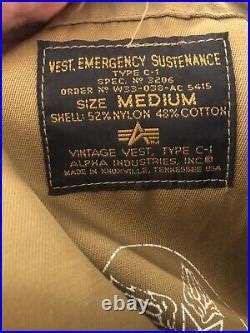 VEST, EMERGENCY SUSTENANCE
TYPE C-1
SPEC. Nº 3206
ORDER Nº W33-038-AC 5415
SIZE MEDIUM
SHELL: 52% NYLON 48% COTTON
VINTAGE VEST, TYPE C-1
ALPHA INDUSTRIES, INC.®
MADE IN KNOXVILLE, TENNESSEE USA